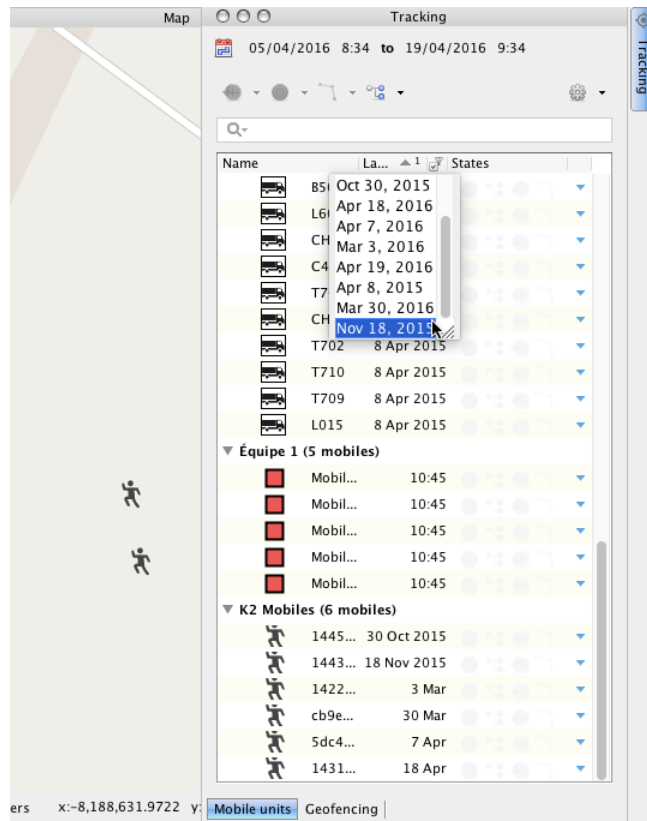 Map
Tracking
05/04/2016 8:34 to 19/04/2016 9:34
Name La... 1 States
B5
L6
CH
C4
T7
CH
Oct 30, 2015
Apr 18, 2016
Apr 7, 2016
Mar 3, 2016
Apr 19, 2016
Apr 8, 2015
Mar 30, 2016
Nov 18, 2015
T702 8 Apr 2015
T710 8 Apr 2015
T709 8 Apr 2015
L015 8 Apr 2015
Équipe 1 (5 mobiles)
Mobil... 10:45
Mobil... 10:45
Mobil... 10:45
Mobil... 10:45
Mobil... 10:45
K2 Mobiles (6 mobiles)
1445... 30 Oct 2015
1443... 18 Nov 2015
1422... 3 Mar
cb9e... 30 Mar
5dc4... 7 Apr
1431... 18 Apr
ers x:-8,188,631.9722 y:
Mobile units Geofencing
Tracking